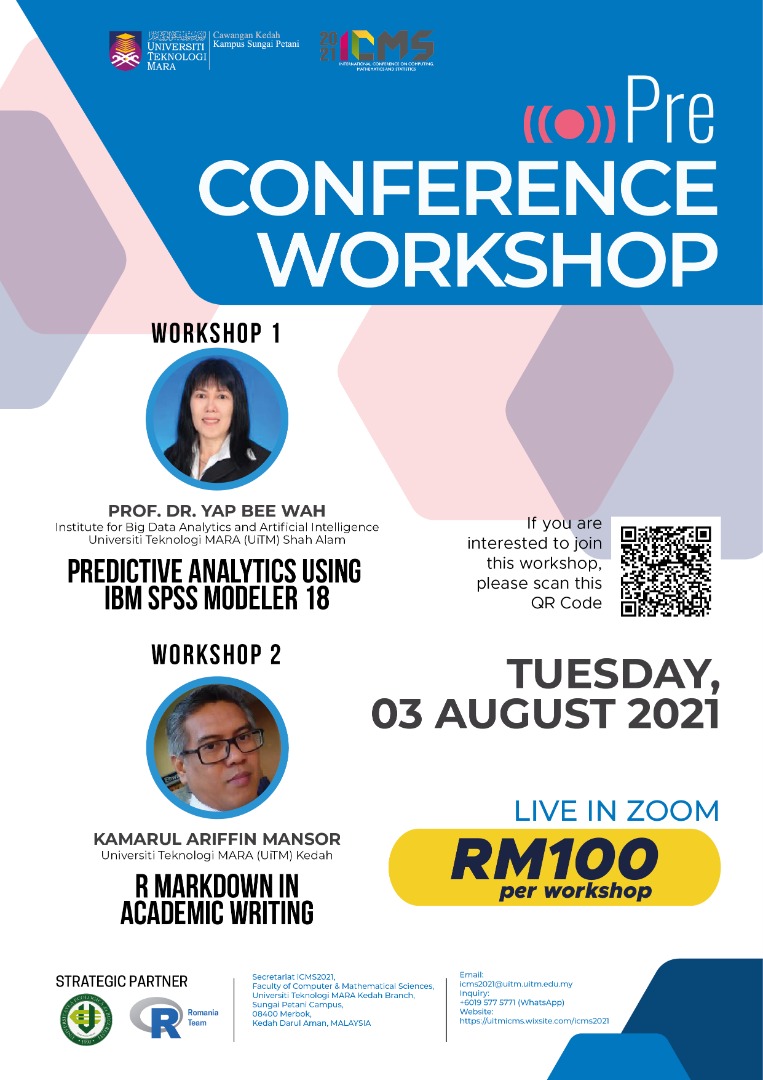 UNIVERSITI
TEKNOLOGI
MARA
Cawangan Kedah
Kampus Sungai Petani
2021 ICMS
INTERNATIONAL CONFERENCE ON COMPUTING,
MATHEMATICS AND STATISTICS
Pre
CONFERENCE
WORKSHOP
WORKSHOP 1
PROF. DR. YAP BEE WAH
Institute for Big Data Analytics and Artificial Intelligence
Universiti Teknologi MARA (UiTM) Shah Alam
PREDICTIVE ANALYTICS USING
IBM SPSS MODELER 18
If you are
interested to join
this workshop,
please scan this
QR Code
WORKSHOP 2
KAMARUL ARIFFIN MANSOR
Universiti Teknologi MARA (UiTM) Kedah
R MARKDOWN IN
ACADEMIC WRITING
TUESDAY,
03 AUGUST 2021
LIVE IN ZOOM
RM100
per workshop
STRATEGIC PARTNER
R
Romania
Team
Secretariat iCMS2021,
Faculty of Computer & Mathematical Sciences,
Universiti Teknologi MARA Kedah Branch,
Sungai Petani Campus,
08400 Merbok,
Kedah Darul Aman, MALAYSIA
Email:
icms2021@uitm.uitm.edu.my
Inquiry:
+6019 577 5771 (WhatsApp)
Website:
https://uitmicms.wixsite.com/icms2021